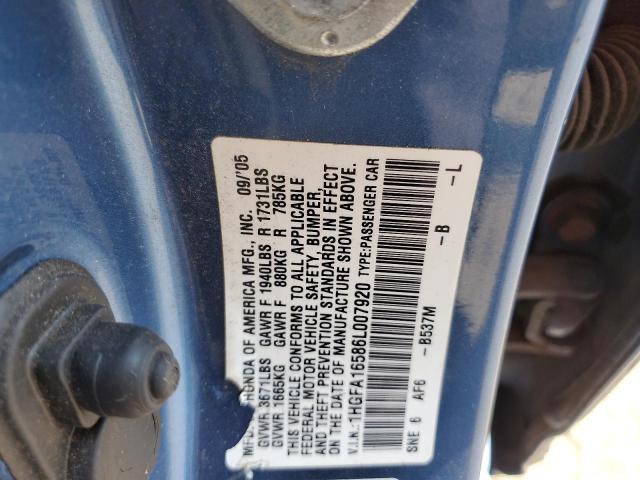 MFD. HONDA OF AMERICA MFG., INC. 09/'05
GVWR 3671LBS GAWR F 1940LBS R 1731LBS
GVWR 1665KG GAWR F 880KG R 785KG
THIS VEHICLE CONFORMS TO ALL APPLICABLE
FEDERAL MOTOR VEHICLE SAFETY, BUMPER,
AND THEFT PREVENTION STANDARDS IN EFFECT
ON THE DATE OF MANUFACTURE SHOWN ABOVE.
V.I.N.: 1HGFA16586L007920 TYPE:PASSENGER CAR
SNE 6 AF6 -B537M -B -L